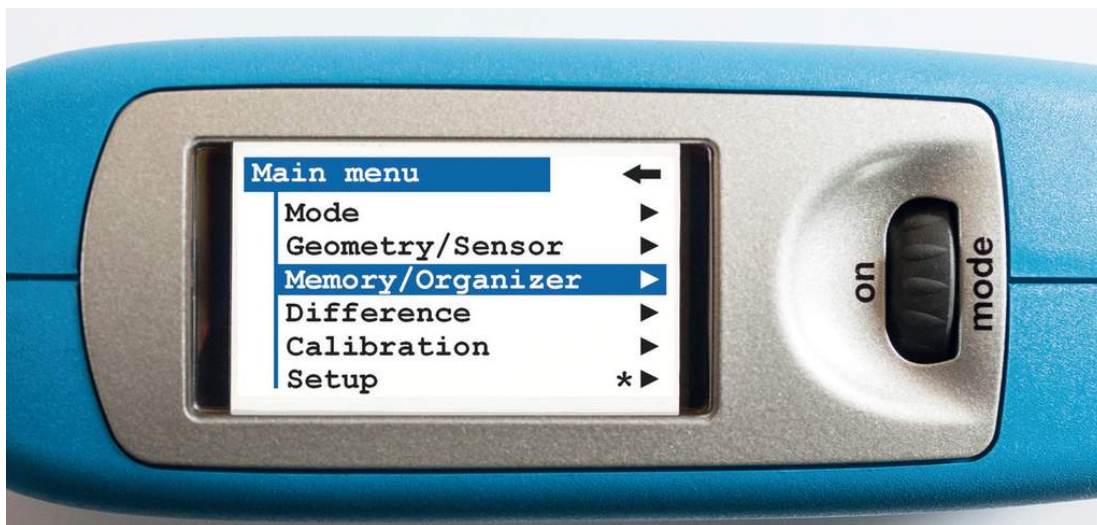 Main menu
Mode
Geometry/Sensor
Memory/Organizer
Difference
Calibration
Setup *
on
mode